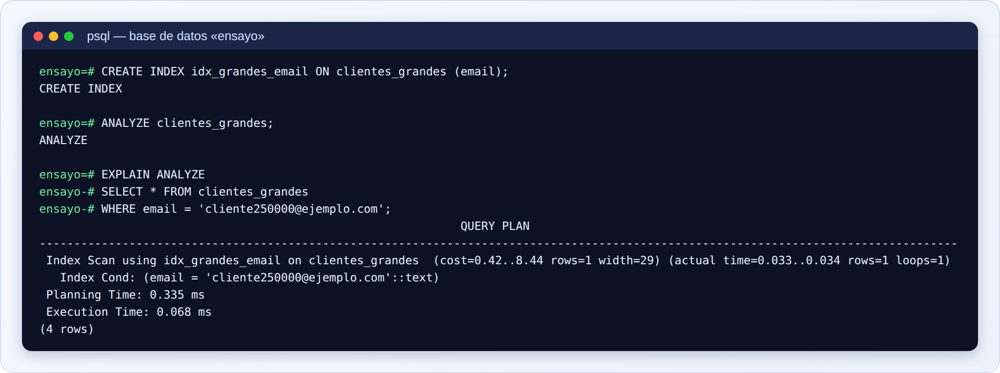 psql — base de datos «ensayo»
ensayo=# CREATE INDEX idx_grandes_email ON clientes_grandes (email);
CREATE INDEX
ensayo=# ANALYZE clientes_grandes;
ANALYZE
ensayo=# EXPLAIN ANALYZE
ensayo-# SELECT * FROM clientes_grandes
ensayo-# WHERE email = 'cliente250000@ejemplo.com';
QUERY PLAN
-------------------------------------------------------------------------------------------------------------------------------------
Index Scan using idx_grandes_email on clientes_grandes  (cost=0.42..8.44 rows=1 width=29) (actual time=0.033..0.034 rows=1 loops=1)
Index Cond: (email = 'cliente250000@ejemplo.com'::text)
Planning Time: 0.335 ms
Execution Time: 0.068 ms
(4 rows)